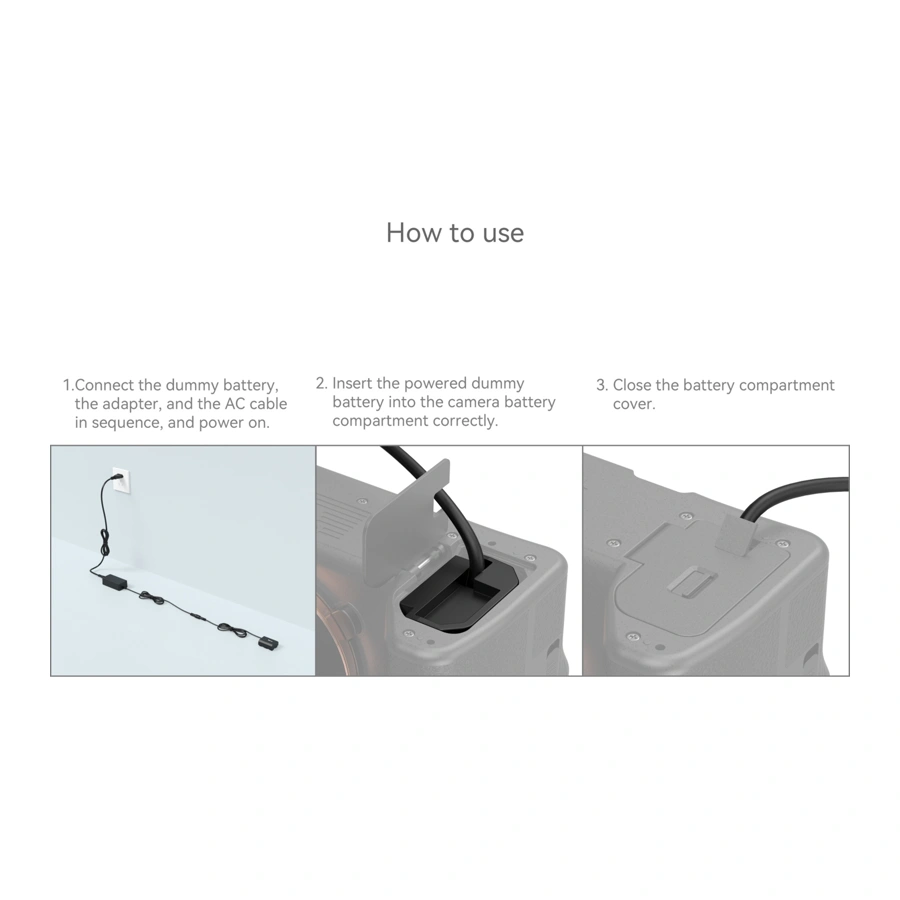 How to use
1.Connect the dummy battery,
the adapter, and the AC cable
in sequence, and power on.
2. Insert the powered dummy
battery into the camera battery
compartment correctly.
3. Close the battery compartment
cover.